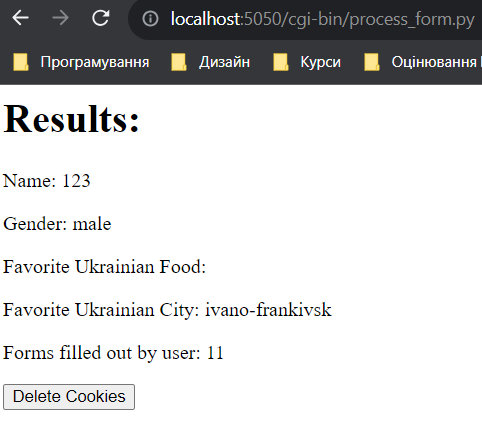 localhost:5050/cgi-bin/process_form.py
Програмування Дизайн Курси Оцінювання
Results:
Name: 123
Gender: male
Favorite Ukrainian Food:
Favorite Ukrainian City: ivano-frankivsk
Forms filled out by user: 11
Delete Cookies